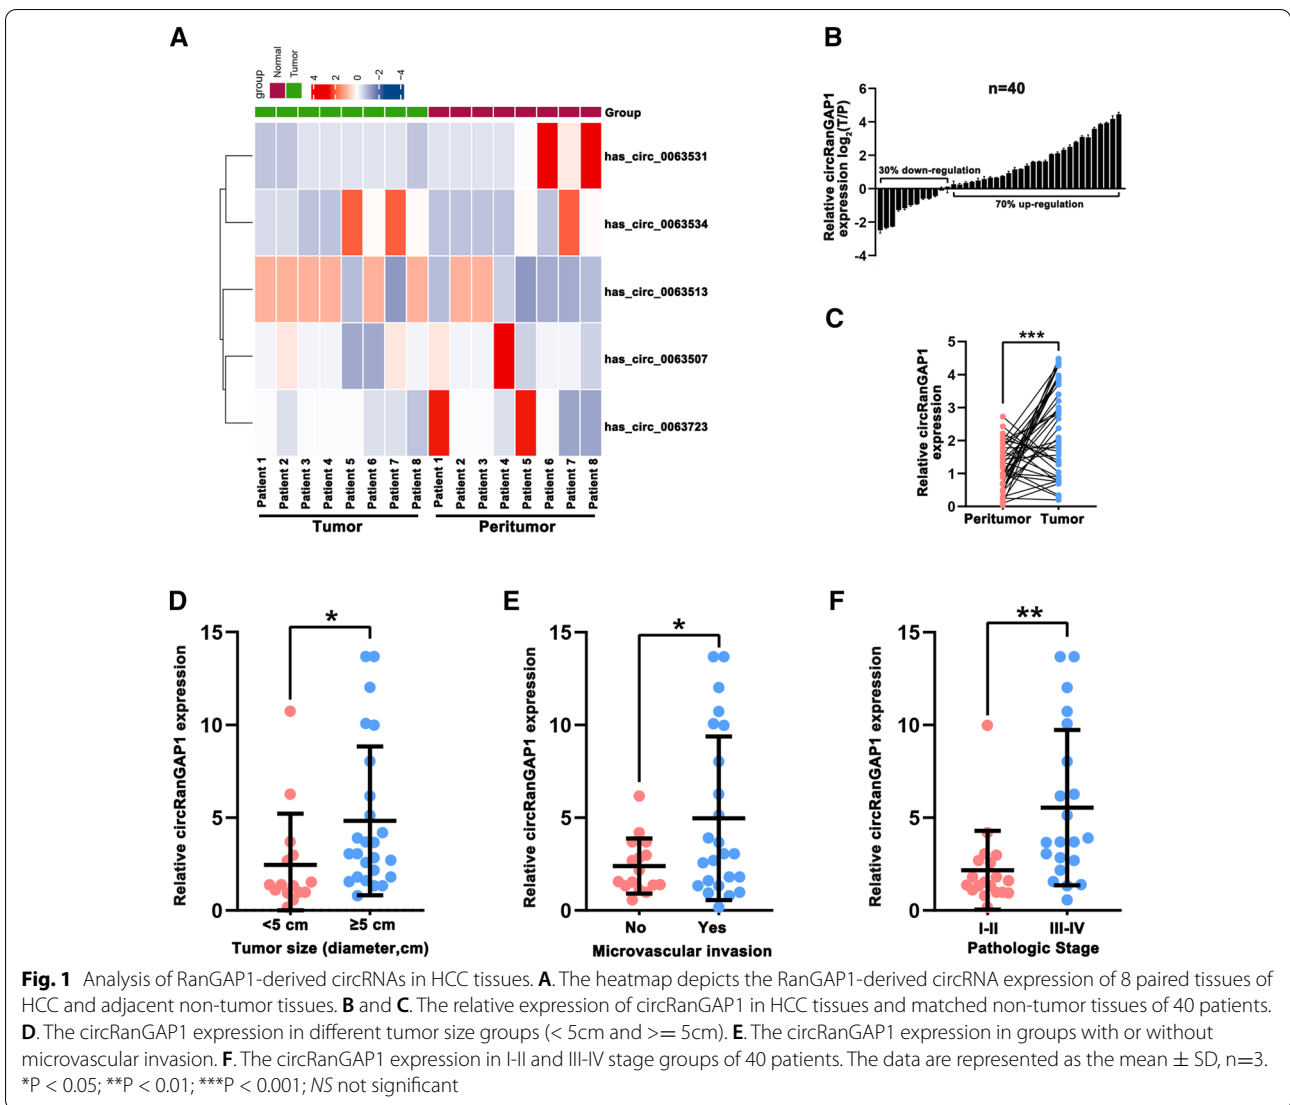 A
group
Normal
Tumor
4
2
0
−2
−4
Group
has_circ_0063531
has_circ_0063534
has_circ_0063513
has_circ_0063507
has_circ_0063723
Patient 1
Patient 2
Patient 3
Patient 4
Patient 5
Patient 6
Patient 7
Patient 8
Patient 1
Patient 2
Patient 3
Patient 4
Patient 5
Patient 6
Patient 7
Patient 8
Tumor
Peritumor
B
n=40
Relative circRanGAP1
expression log2(T/P)
6
4
2
0
-2
-4
30% down-regulation
70% up-regulation
C
Relative circRanGAP1
expression
5
4
3
2
1
0
***
Peritumor
Tumor
D
Relative circRanGAP1 expression
15
10
5
0
*
<5 cm
≥5 cm
Tumor size (diameter,cm)
E
Relative circRanGAP1 expression
15
10
5
0
*
No
Yes
Microvascular invasion
F
Relative circRanGAP1 expression
15
10
5
0
**
I-II
III-IV
Pathologic Stage
Fig. 1 Analysis of RanGAP1-derived circRNAs in HCC tissues. A. The heatmap depicts the RanGAP1-derived circRNA expression of 8 paired tissues of
HCC and adjacent non-tumor tissues. B and C. The relative expression of circRanGAP1 in HCC tissues and matched non-tumor tissues of 40 patients.
D. The circRanGAP1 expression in different tumor size groups (< 5cm and >= 5cm). E. The circRanGAP1 expression in groups with or without
microvascular invasion. F. The circRanGAP1 expression in I-II and III-IV stage groups of 40 patients. The data are represented as the mean ± SD, n=3.
*P < 0.05; **P < 0.01; ***P < 0.001; NS not significant